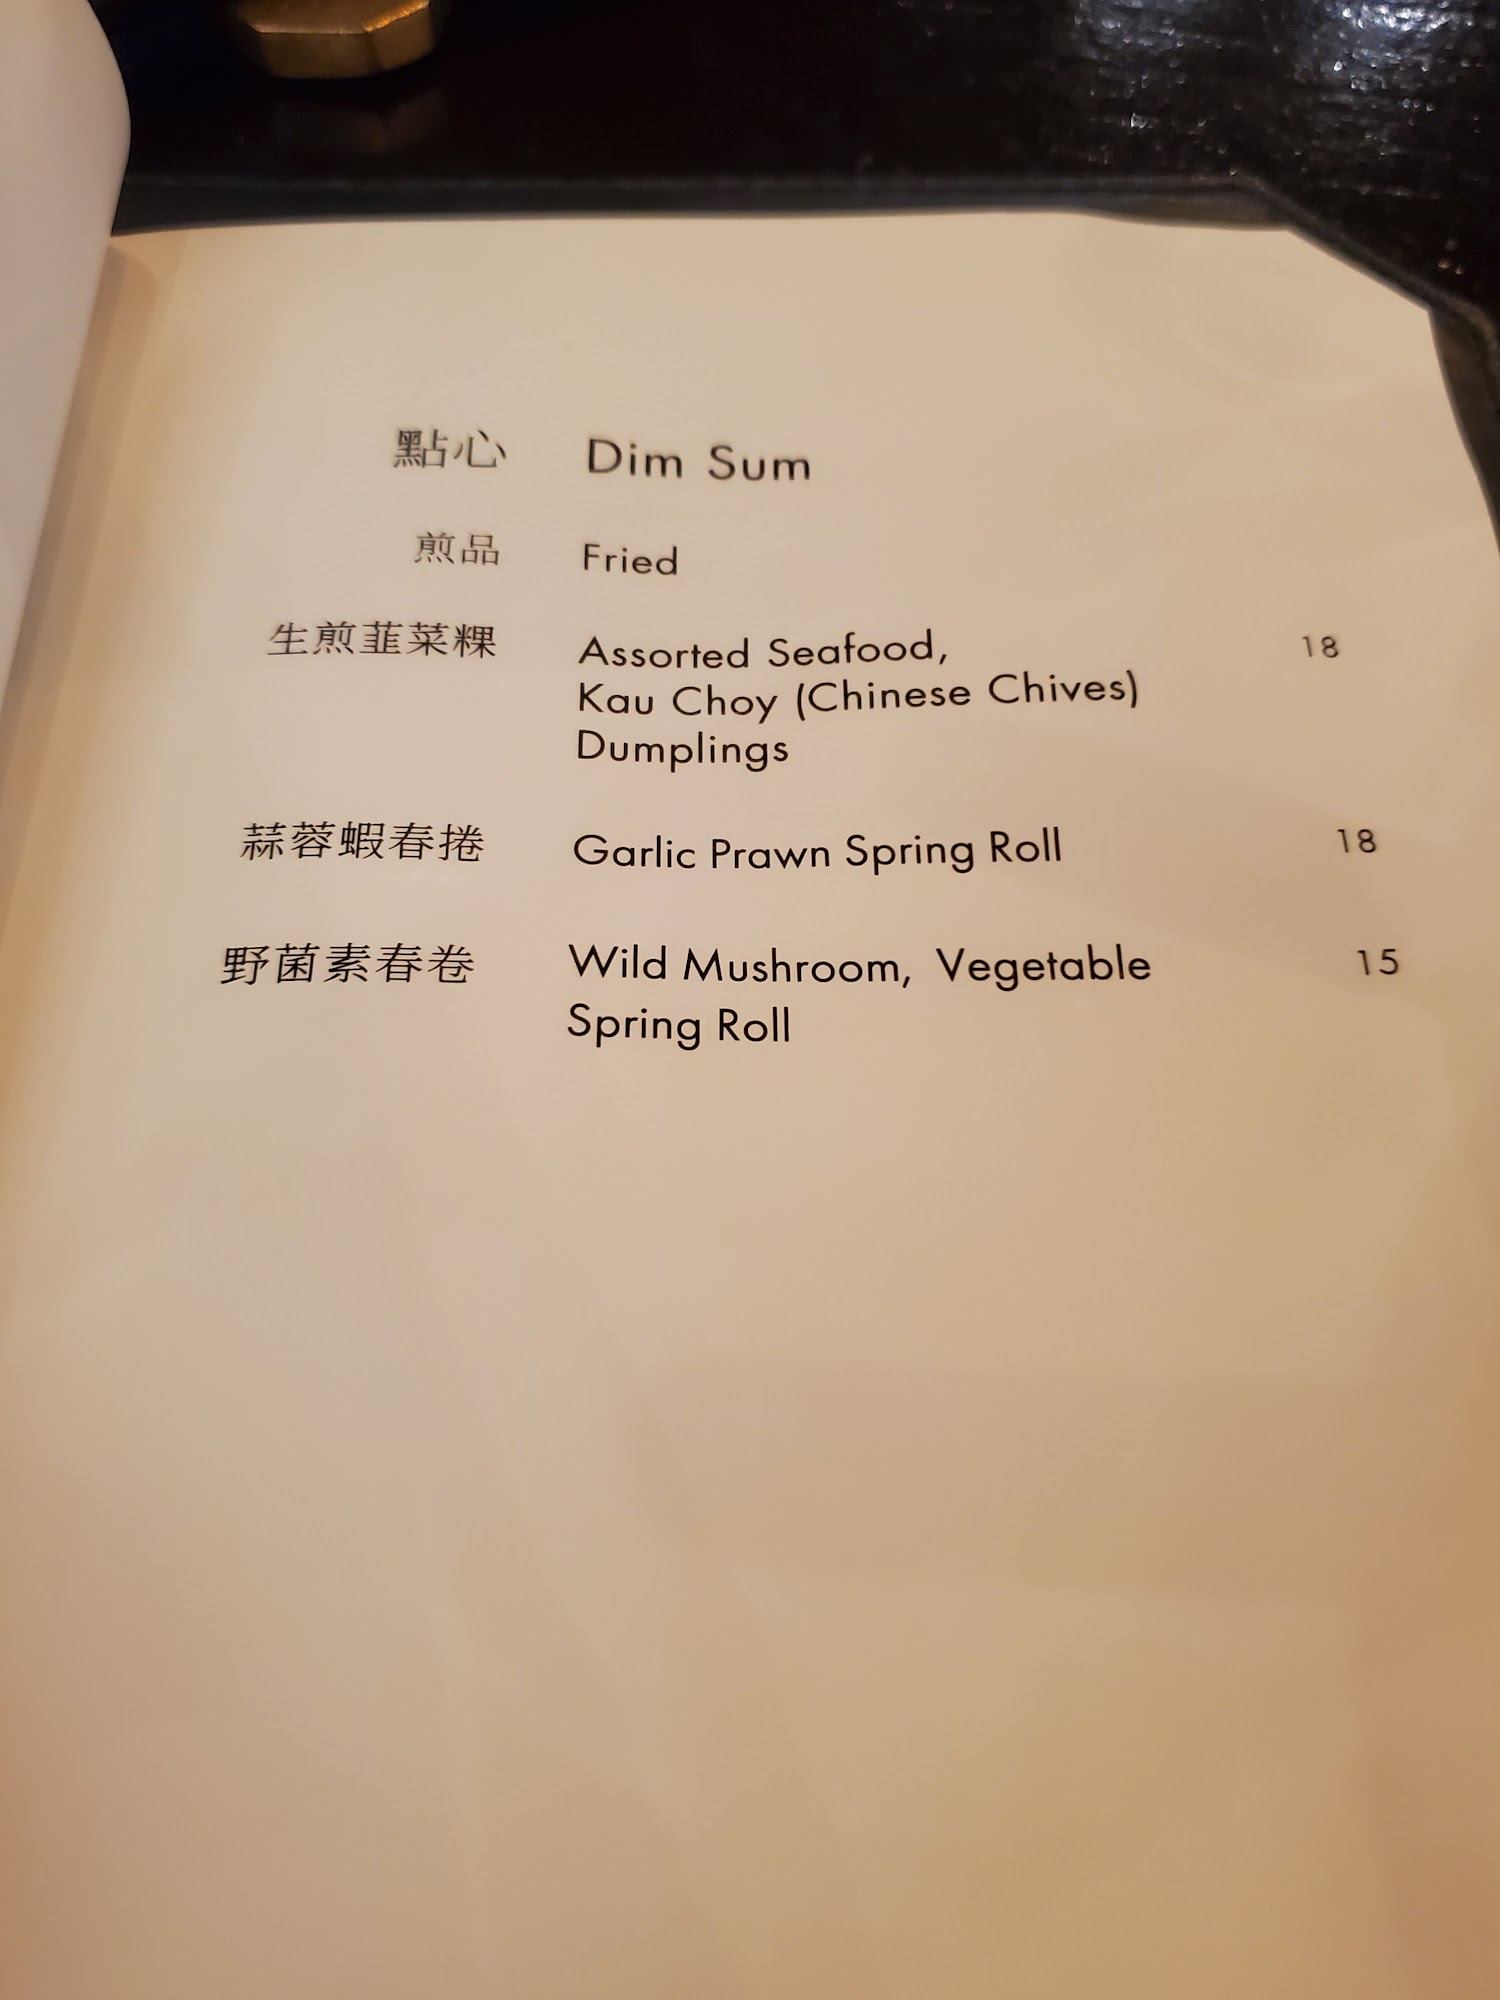 點心 Dim Sum
煎品 Fried
生煎韮菜粿 Assorted Seafood, 18
Kau Choy (Chinese Chives)
Dumplings
蒜蓉蝦春捲 Garlic Prawn Spring Roll 18
野菌素春卷 Wild Mushroom, Vegetable 15
Spring Roll